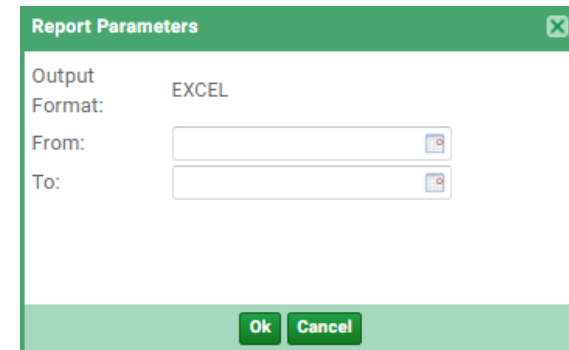 Report Parameters
Output
Format:
EXCEL
From:
To:
Ok Cancel